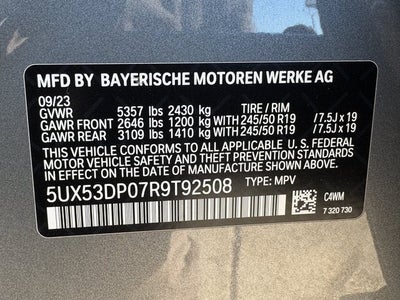 MFD BY BAYERISCHE MOTOREN WERKE AG
09/23
GVWR 5357 lbs 2430 kg TIRE / RIM
GAWR FRONT 2646 lbs 1200 kg WITH 245/50 R19 /7.5J x 19
GAWR REAR 3109 lbs 1410 kg WITH 245/50 R19 /7.5J x 19
THIS VEHICLE CONFORMS TO ALL APPLICABLE U. S. FEDERAL
MOTOR VEHICLE SAFETY AND THEFT PREVENTION STANDARDS
IN EFFECT ON THE DATE OF MANUFACTURE SHOWN ABOVE.
5UX53DP07R9T92508 TYPE: MPV
C4WM
7 320 730